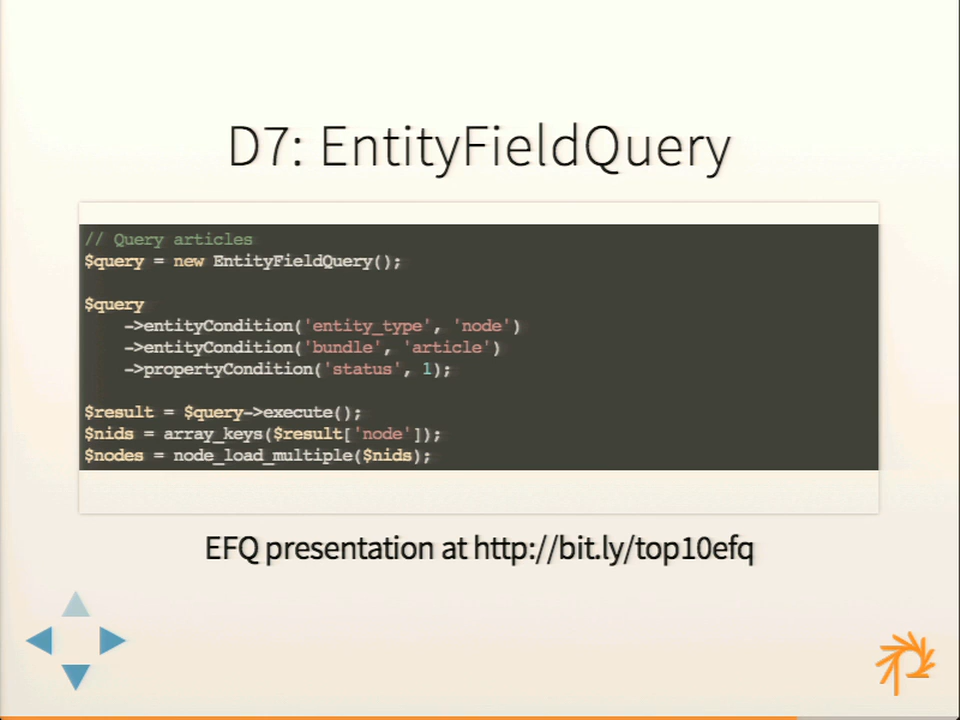 D7: EntityFieldQuery
// Query articles
$query = new EntityFieldQuery();
$query
->entityCondition('entity_type', 'node')
->entityCondition('bundle', 'article')
->propertyCondition('status', 1);
$result = $query->execute();
$nids = array_keys($result['node']);
$nodes = node_load_multiple($nids);
EFQ presentation at http://bit.ly/top10efq